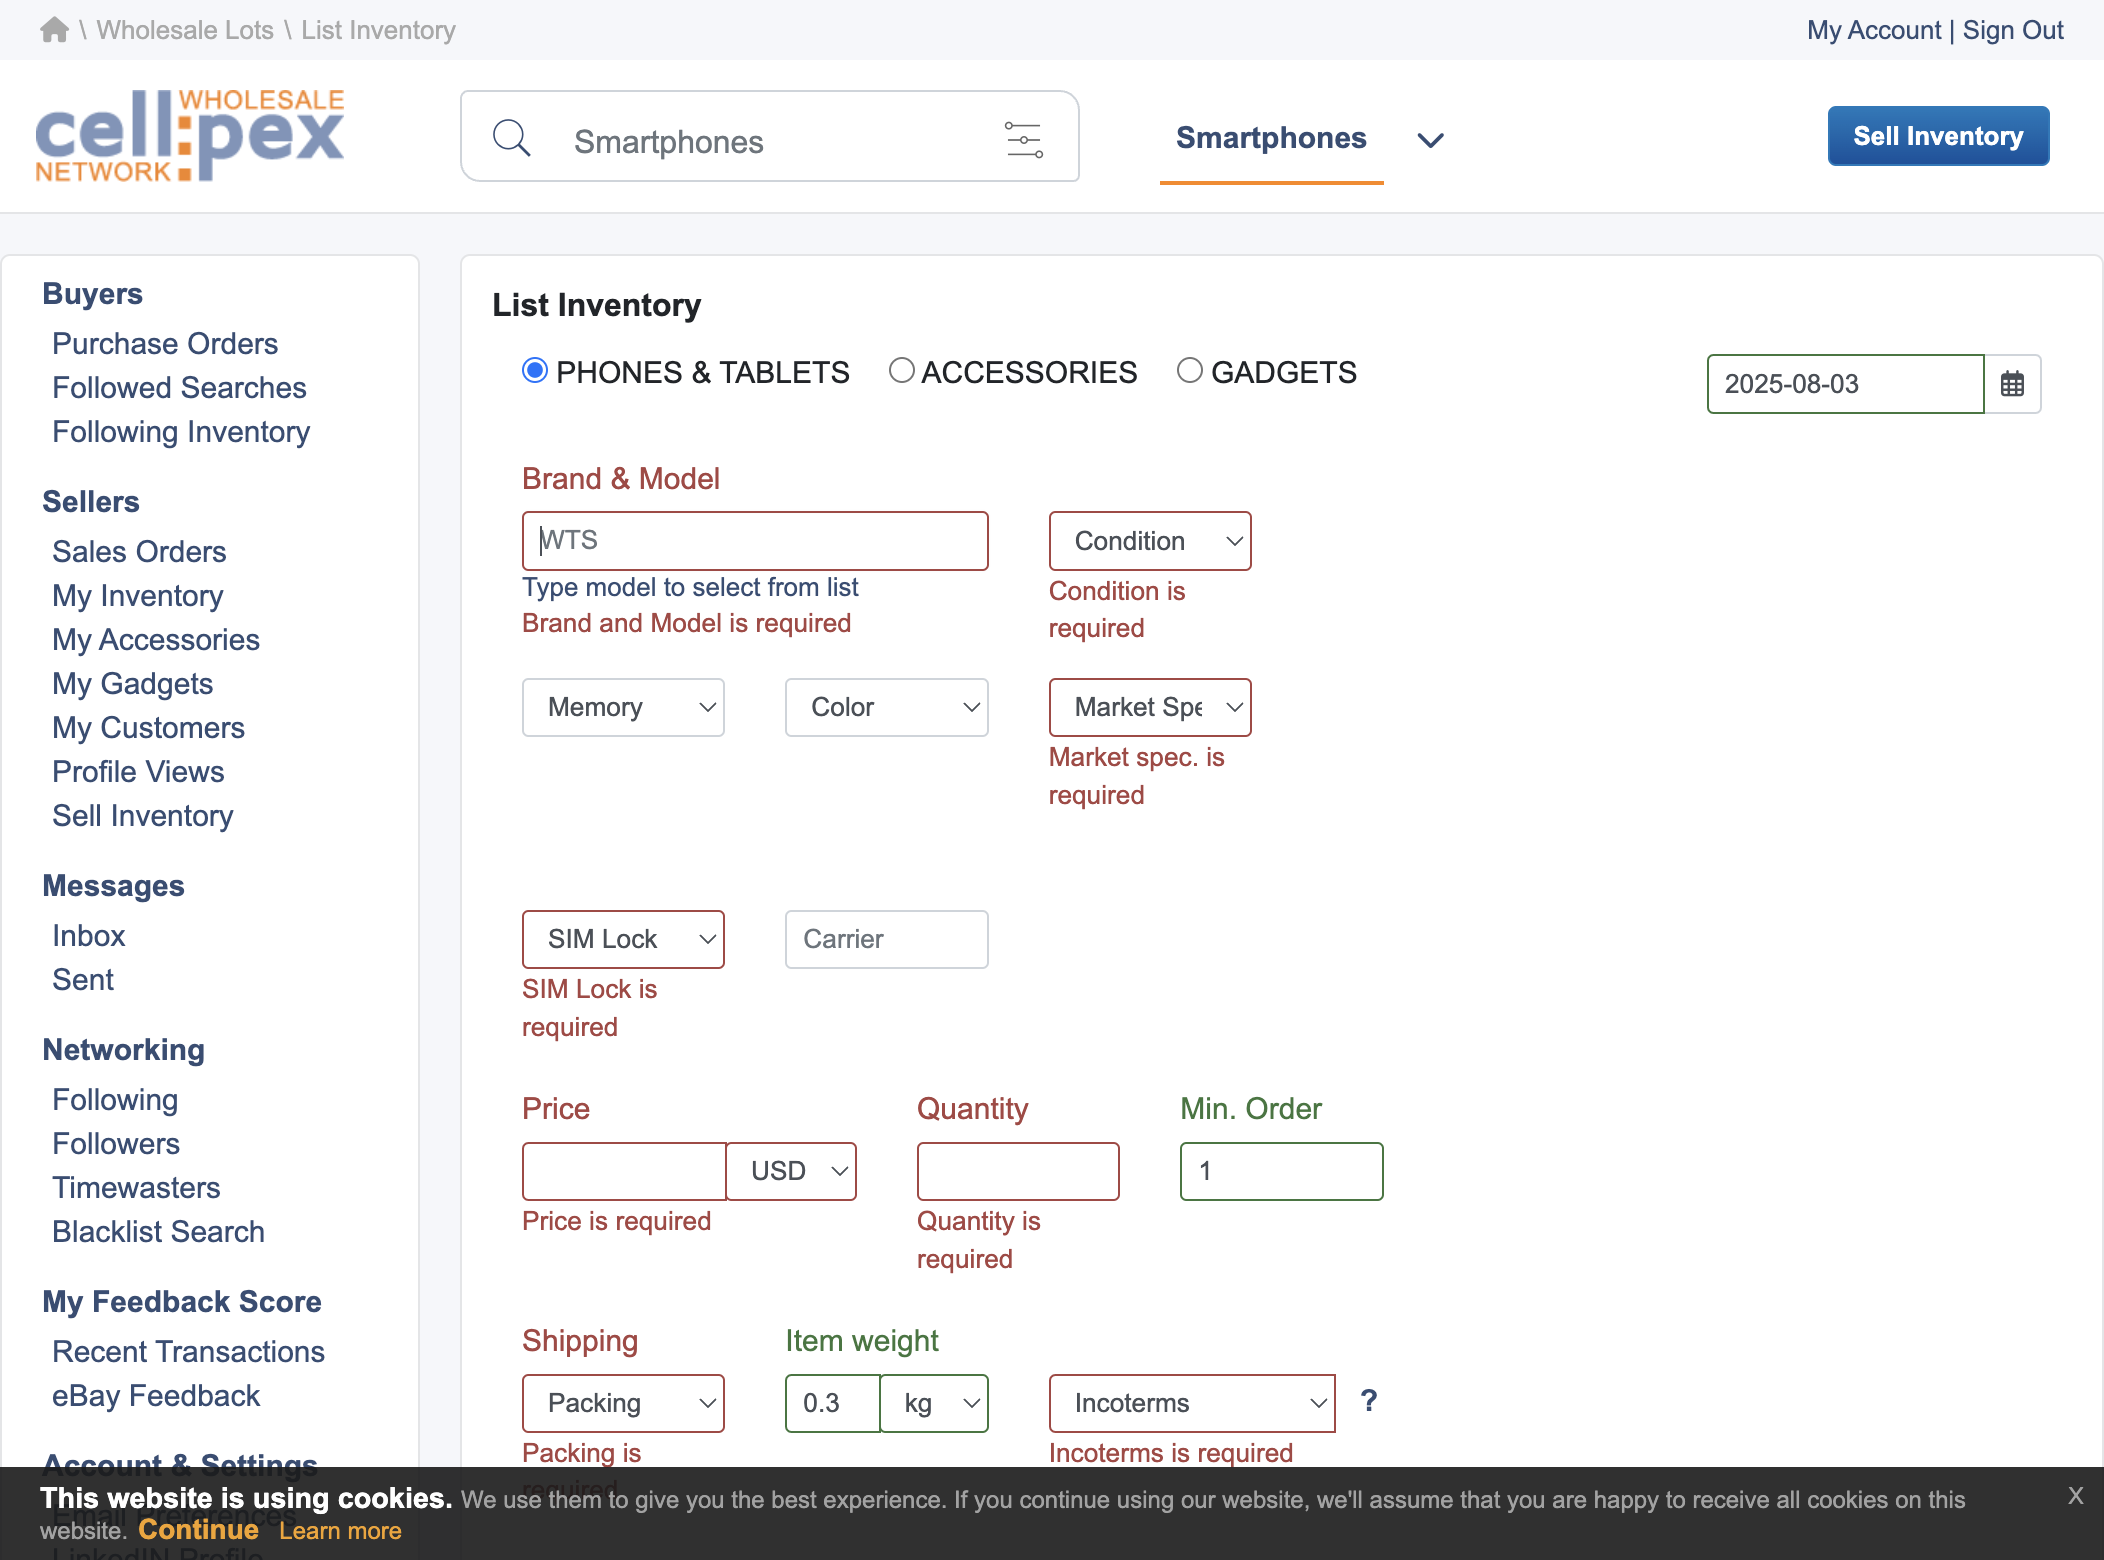 \ Wholesale Lots \ List Inventory
My Account | Sign Out
cell:pex WHOLESALE NETWORK
Smartphones
Smartphones
Sell Inventory
Buyers
Purchase Orders
Followed Searches
Following Inventory
Sellers
Sales Orders
My Inventory
My Accessories
My Gadgets
My Customers
Profile Views
Sell Inventory
Messages
Inbox
Sent
Networking
Following
Followers
Timewasters
Blacklist Search
My Feedback Score
Recent Transactions
eBay Feedback
Account & Settings
Email Preferences
LinkedIN Profile
List Inventory
PHONES & TABLETS ACCESSORIES GADGETS
2025-08-03
Brand & Model
WTS
Condition
Type model to select from list
Brand and Model is required
Condition is
required
Memory
Color
Market Spe
Market spec. is
required
SIM Lock
Carrier
SIM Lock is
required
Price
Quantity
Min. Order
USD
1
Price is required
Quantity is
required
Shipping
Item weight
Packing
0.3
kg
Incoterms
?
Packing is
required
Incoterms is required
This website is using cookies. We use them to give you the best experience. If you continue using our website, we'll assume that you are happy to receive all cookies on this
website. Continue Learn more
X